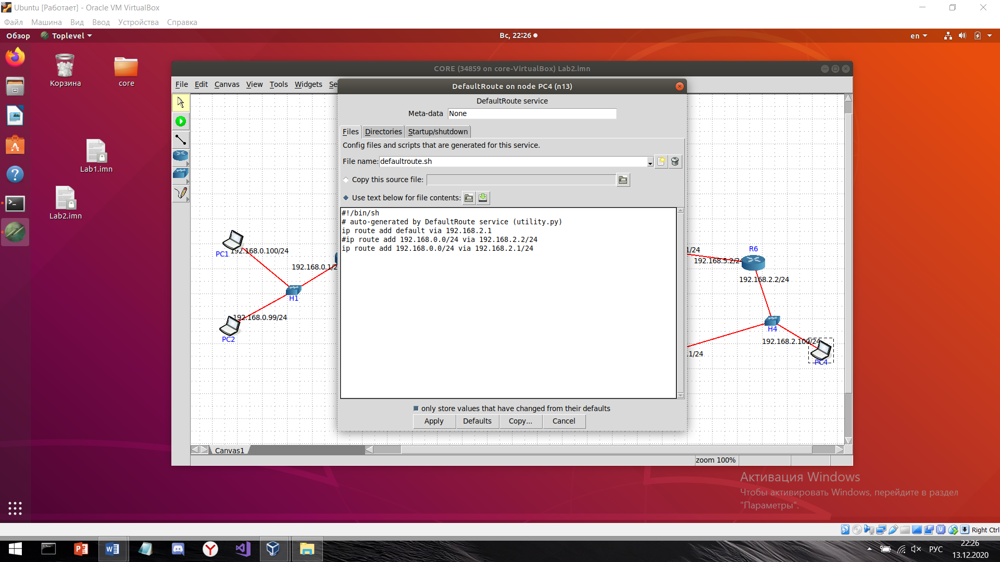 Ubuntu [Работает] - Oracle VM VirtualBox
Файл Машина Вид Ввод Устройства Справка
Обзор Toplevel Вс, 22:26 en
Корзина
core
Lab1.imn
Lab2.imn
CORE (34859 on core-VirtualBox) Lab2.imn
File Edit Canvas View Tools Widgets Se
DefaultRoute on node PC4 (n13)
DefaultRoute service
Meta-data None
Files Directories Startup/shutdown
Config files and scripts that are generated for this service.
File name: defaultroute.sh
Copy this source file:
Use text below for file contents:
#!/bin/sh
# auto-generated by DefaultRoute service (utility.py)
ip route add default via 192.168.2.1
#ip route add 192.168.0.0/24 via 192.168.2.2/24
ip route add 192.168.0.0/24 via 192.168.2.1/24
only store values that have changed from their defaults
Apply Defaults Copy... Cancel
PC1
192.168.0.100/24
192.168.0.1/2
H1
192.168.0.99/24
PC2
1/24
R6
192.168.5.2/24
192.168.2.2/24
H4
192.168.2.100/24
.1/24
PC4
Canvas1
zoom 100%
Активация Windows
Чтобы активировать Windows, перейдите в раздел
"Параметры".
Right Ctrl
РУС
22:26
13.12.2020